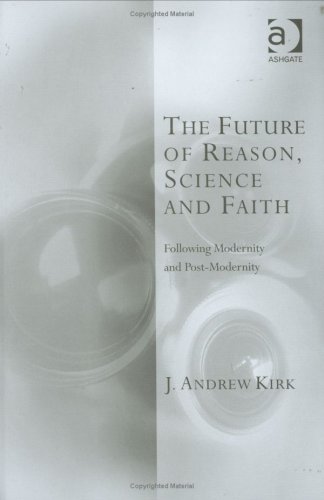 Copyrighted Material
a
ASHGATE
THE FUTURE
OF REASON,
SCIENCE
AND FAITH
Following Modernity
and Post-Modernity
J. ANDREW KIRK
Copyrighted Material